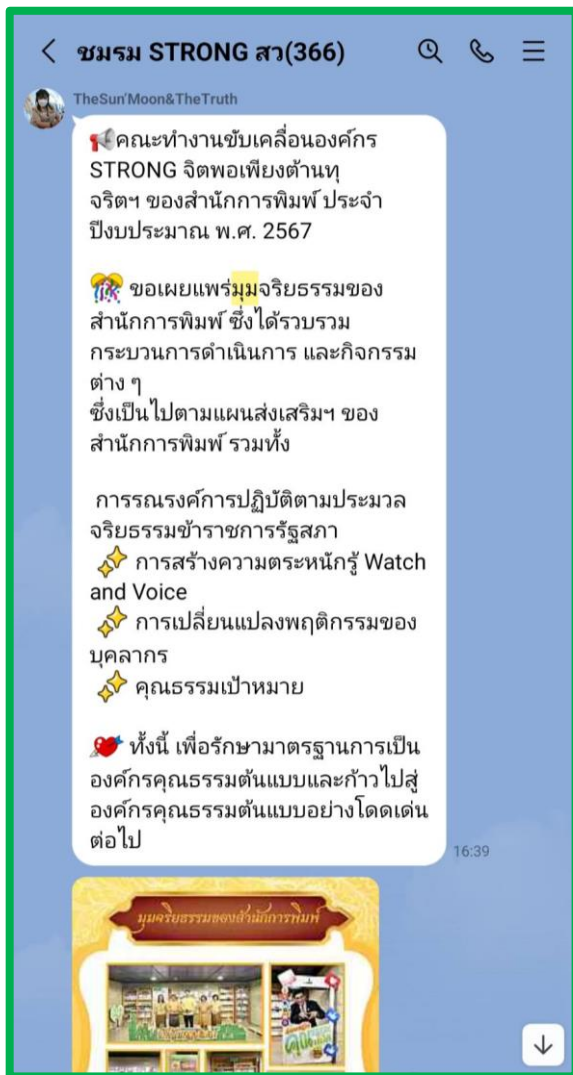 ชมรม STRONG สว(366)
TheSun'Moon&TheTruth
📢คณะทำงานขับเคลื่อนองค์กร
STRONG จิตพอเพียงต้านทุ
จริตฯ ของสำนักการพิมพ์ ประจำ
ปีงบประมาณ พ.ศ. 2567
🎊 ขอเผยแพร่มุมจริยธรรมของ
สำนักการพิมพ์ ซึ่งได้รวบรวม
กระบวนการดำเนินการ และกิจกรรม
ต่าง ๆ
ซึ่งเป็นไปตามแผนส่งเสริมฯ ของ
สำนักการพิมพ์ รวมทั้ง
การรณรงค์การปฏิบัติตามประมวล
จริยธรรมข้าราชการรัฐสภา
✨ การสร้างความตระหนักรู้ Watch
and Voice
✨ การเปลี่ยนแปลงพฤติกรรมของ
บุคลากร
✨ คุณธรรมเป้าหมาย
💘 ทั้งนี้ เพื่อรักษามาตรฐานการเป็น
องค์กรคุณธรรมต้นแบบและก้าวไปสู่
องค์กรคุณธรรมต้นแบบอย่างโดดเด่น
ต่อไป
16:39
มุมจริยธรรมของสำนักการพิมพ์